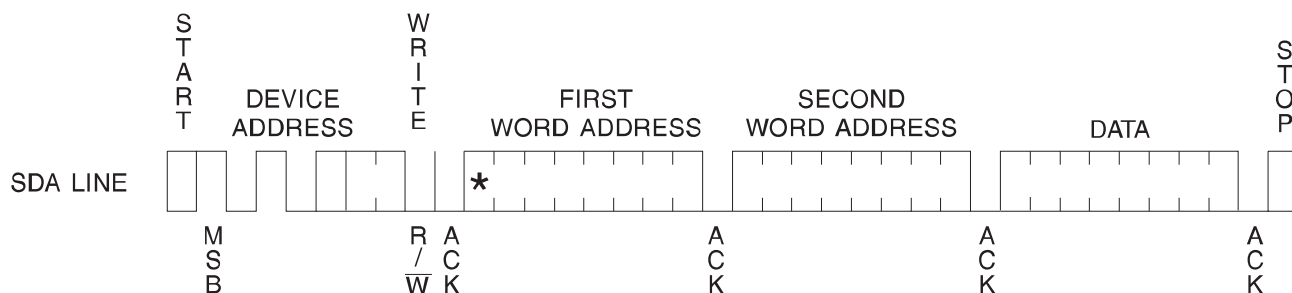 START
WRITE
STOP
DEVICE
ADDRESS
FIRST
WORD ADDRESS
SECOND
WORD ADDRESS
DATA
SDA LINE
*
MSB
R/W
ACK
ACK
ACK
ACK